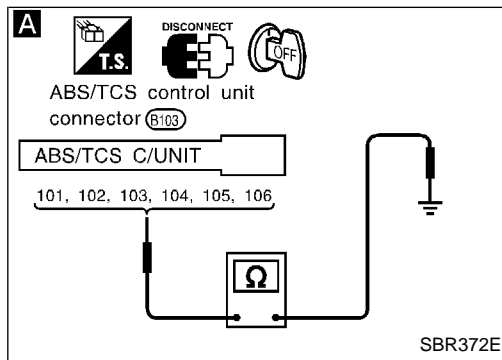 A
T.S.
DISCONNECT
OFF
ABS/TCS control unit
connector B103
ABS/TCS C/UNIT
101, 102, 103, 104, 105, 106
Ω
SBR372E